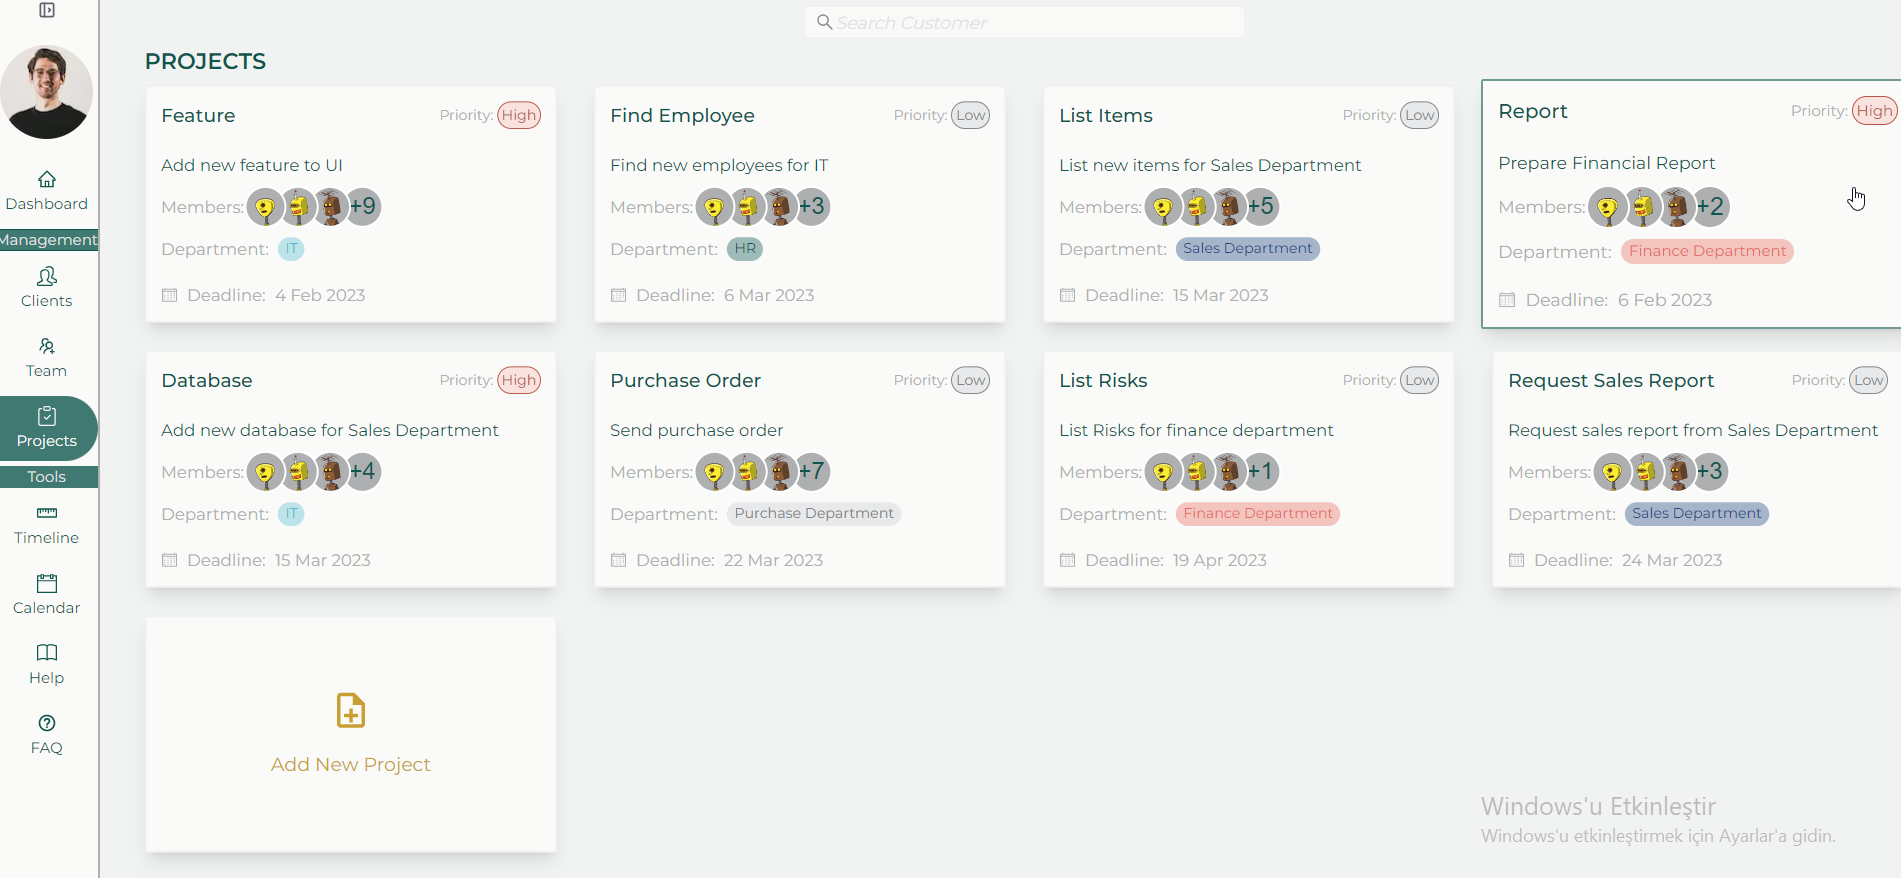 Search Customer
PROJECTS
Dashboard
Management
Clients
Team
Projects
Tools
Timeline
Calendar
Help
FAQ
Feature Priority: High
Add new feature to UI
Members: +9
Department: IT
Deadline: 4 Feb 2023
Find Employee Priority: Low
Find new employees for IT
Members: +3
Department: HR
Deadline: 6 Mar 2023
List Items Priority: Low
List new items for Sales Department
Members: +5
Department: Sales Department
Deadline: 15 Mar 2023
Report Priority: High
Prepare Financial Report
Members: +2
Department: Finance Department
Deadline: 6 Feb 2023
Database Priority: High
Add new database for Sales Department
Members: +4
Department: IT
Deadline: 15 Mar 2023
Purchase Order Priority: Low
Send purchase order
Members: +7
Department: Purchase Department
Deadline: 22 Mar 2023
List Risks Priority: Low
List Risks for finance department
Members: +1
Department: Finance Department
Deadline: 19 Apr 2023
Request Sales Report Priority: Low
Request sales report from Sales Department
Members: +3
Department: Sales Department
Deadline: 24 Mar 2023
Add New Project
Windows'u Etkinleştir
Windows'u etkinleştirmek için Ayarlar'a gidin.